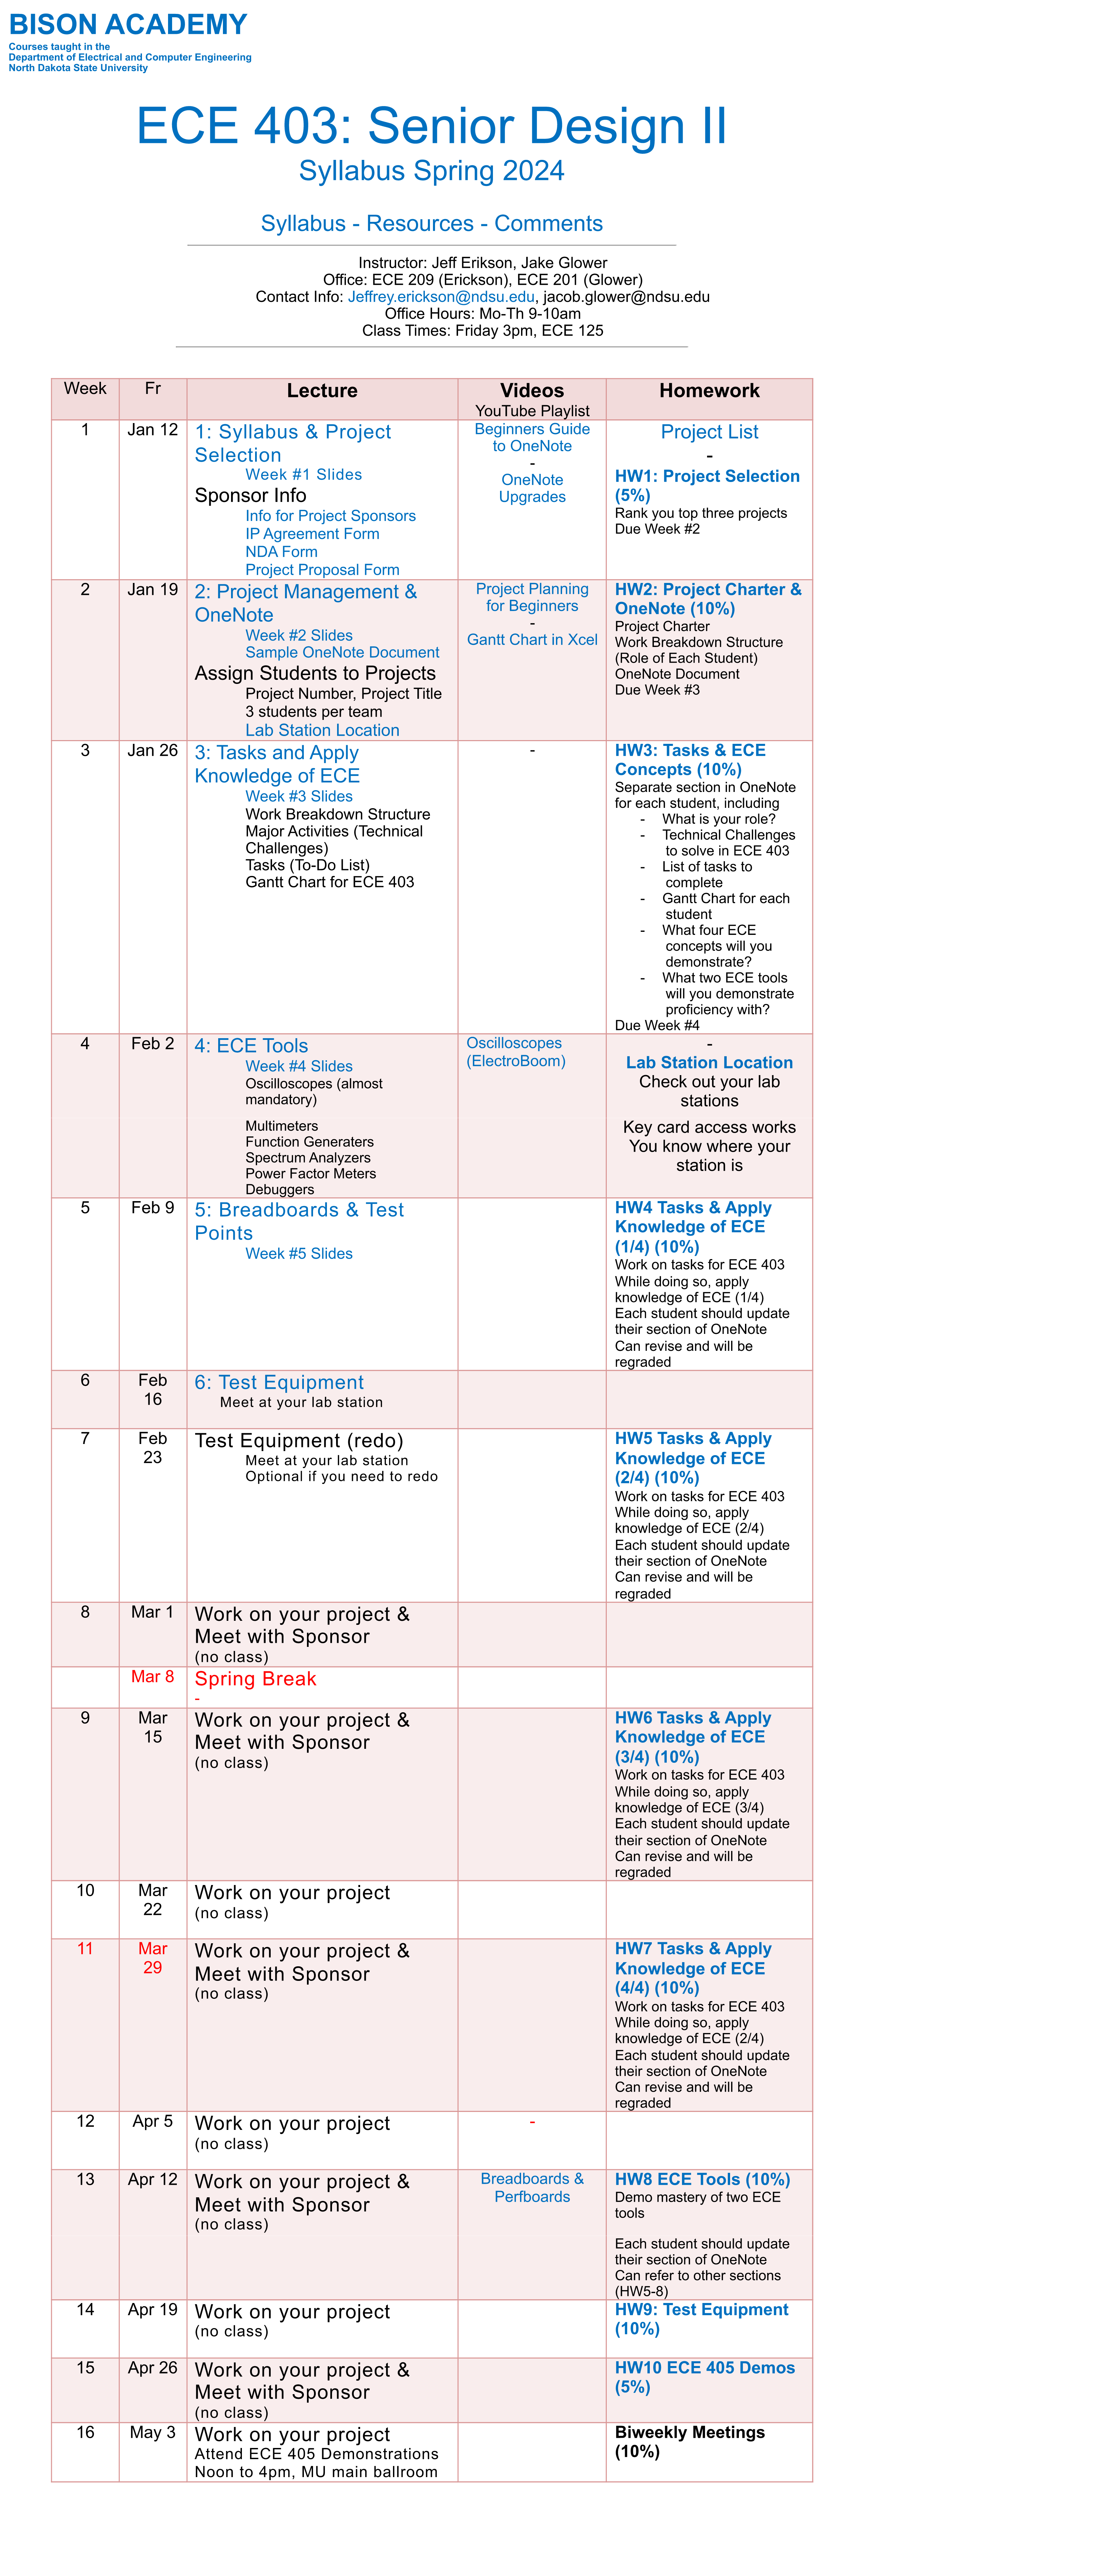 BISON ACADEMY
Courses taught in the
Department of Electrical and Computer Engineering
North Dakota State University
ECE 403: Senior Design II
Syllabus Spring 2024
Syllabus - Resources - Comments
Instructor: Jeff Erikson, Jake Glower
Office: ECE 209 (Erickson), ECE 201 (Glower)
Contact Info: Jeffrey.erickson@ndsu.edu, jacob.glower@ndsu.edu
Office Hours: Mo-Th 9-10am
Class Times: Friday 3pm, ECE 125
Week
Fr
Lecture
Videos
YouTube Playlist
Homework
1
Jan 12
1: Syllabus & Project
Selection
Week #1 Slides
Sponsor Info
Info for Project Sponsors
IP Agreement Form
NDA Form
Project Proposal Form
Beginners Guide
to OneNote
-
OneNote
Upgrades
Project List
-
HW1: Project Selection
(5%)
Rank you top three projects
Due Week #2
2
Jan 19
2: Project Management &
OneNote
Week #2 Slides
Sample OneNote Document
Assign Students to Projects
Project Number, Project Title
3 students per team
Lab Station Location
Project Planning
for Beginners
-
Gantt Chart in Xcel
HW2: Project Charter &
OneNote (10%)
Project Charter
Work Breakdown Structure
(Role of Each Student)
OneNote Document
Due Week #3
3
Jan 26
3: Tasks and Apply
Knowledge of ECE
Week #3 Slides
Work Breakdown Structure
Major Activities (Technical
Challenges)
Tasks (To-Do List)
Gantt Chart for ECE 403
-
HW3: Tasks & ECE
Concepts (10%)
Separate section in OneNote
for each student, including
- What is your role?
- Technical Challenges
to solve in ECE 403
- List of tasks to
complete
- Gantt Chart for each
student
- What four ECE
concepts will you
demonstrate?
- What two ECE tools
will you demonstrate
proficiency with?
Due Week #4
4
Feb 2
4: ECE Tools
Week #4 Slides
Oscilloscopes (almost
mandatory)
Multimeters
Function Generaters
Spectrum Analyzers
Power Factor Meters
Debuggers
Oscilloscopes
(ElectroBoom)
-
Lab Station Location
Check out your lab
stations
Key card access works
You know where your
station is
5
Feb 9
5: Breadboards & Test
Points
Week #5 Slides
HW4 Tasks & Apply
Knowledge of ECE
(1/4) (10%)
Work on tasks for ECE 403
While doing so, apply
knowledge of ECE (1/4)
Each student should update
their section of OneNote
Can revise and will be
regraded
6
Feb
16
6: Test Equipment
Meet at your lab station
7
Feb
23
Test Equipment (redo)
Meet at your lab station
Optional if you need to redo
HW5 Tasks & Apply
Knowledge of ECE
(2/4) (10%)
Work on tasks for ECE 403
While doing so, apply
knowledge of ECE (2/4)
Each student should update
their section of OneNote
Can revise and will be
regraded
8
Mar 1
Work on your project &
Meet with Sponsor
(no class)
Mar 8
Spring Break
-
9
Mar
15
Work on your project &
Meet with Sponsor
(no class)
HW6 Tasks & Apply
Knowledge of ECE
(3/4) (10%)
Work on tasks for ECE 403
While doing so, apply
knowledge of ECE (3/4)
Each student should update
their section of OneNote
Can revise and will be
regraded
10
Mar
22
Work on your project
(no class)
11
Mar
29
Work on your project &
Meet with Sponsor
(no class)
HW7 Tasks & Apply
Knowledge of ECE
(4/4) (10%)
Work on tasks for ECE 403
While doing so, apply
knowledge of ECE (2/4)
Each student should update
their section of OneNote
Can revise and will be
regraded
12
Apr 5
Work on your project
(no class)
-
13
Apr 12
Work on your project &
Meet with Sponsor
(no class)
Breadboards &
Perfboards
HW8 ECE Tools (10%)
Demo mastery of two ECE
tools
Each student should update
their section of OneNote
Can refer to other sections
(HW5-8)
14
Apr 19
Work on your project
(no class)
HW9: Test Equipment
(10%)
15
Apr 26
Work on your project &
Meet with Sponsor
(no class)
HW10 ECE 405 Demos
(5%)
16
May 3
Work on your project
Attend ECE 405 Demonstrations
Noon to 4pm, MU main ballroom
Biweekly Meetings
(10%)